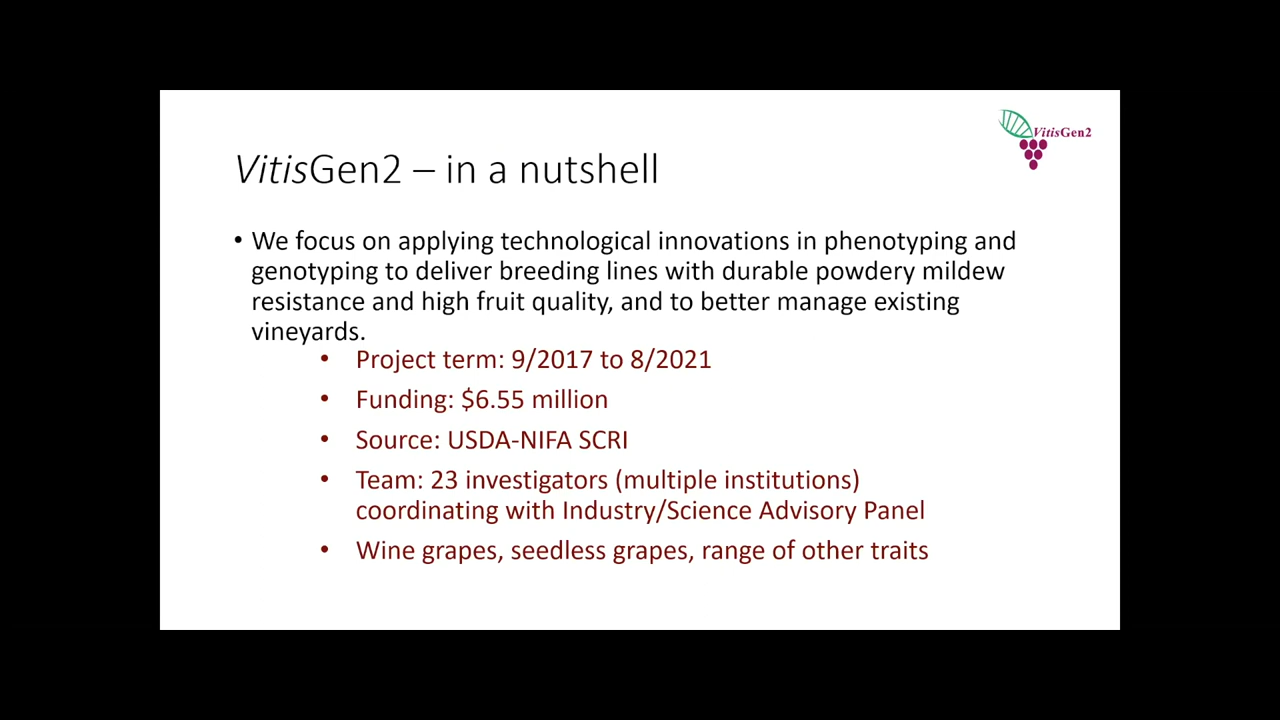 VitisGen2
VitisGen2 – in a nutshell
• We focus on applying technological innovations in phenotyping and
genotyping to deliver breeding lines with durable powdery mildew
resistance and high fruit quality, and to better manage existing
vineyards.
• Project term: 9/2017 to 8/2021
• Funding: $6.55 million
• Source: USDA-NIFA SCRI
• Team: 23 investigators (multiple institutions)
coordinating with Industry/Science Advisory Panel
• Wine grapes, seedless grapes, range of other traits